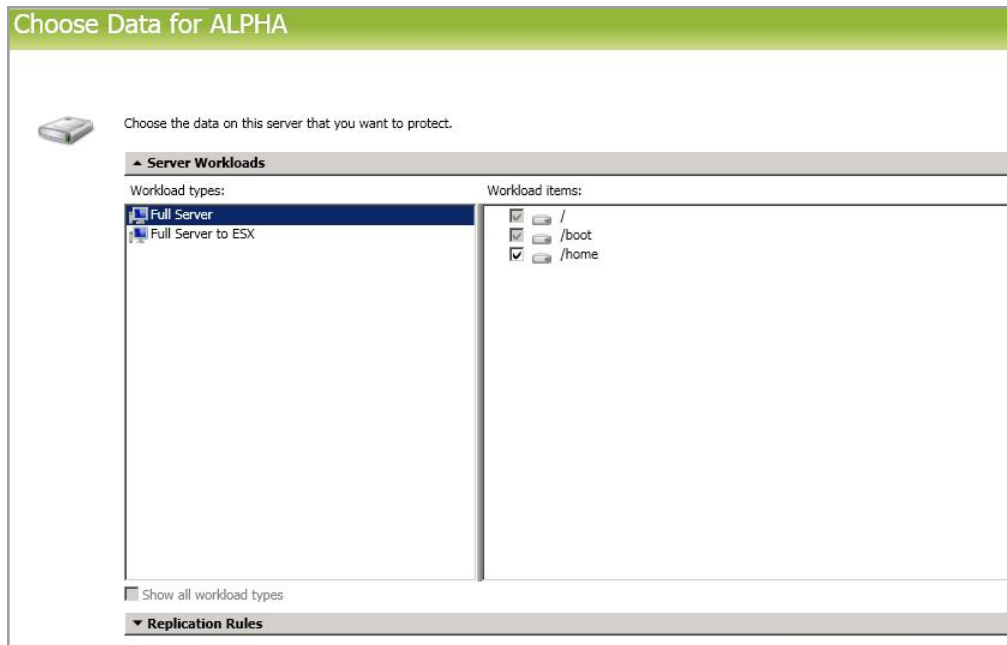 Choose Data for ALPHA
Choose the data on this server that you want to protect.
Server Workloads
Workload types:
Workload items:
Full Server
Full Server to ESX
/
/boot
/home
Show all workload types
Replication Rules